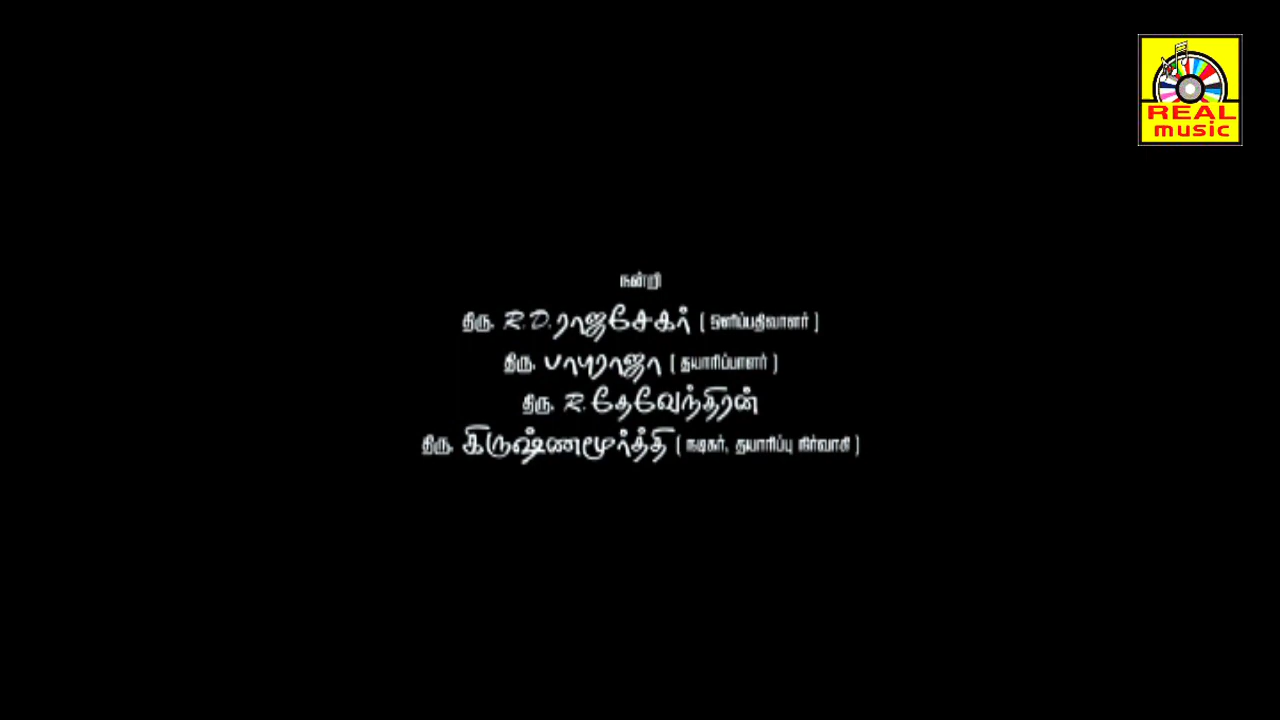 REAL
music
நன்றி
திரு. R.D.ராஜசேகர் ( ஒளிப்பதிவாளர் )
திரு. பாபுராஜா ( தயாரிப்பாளர் )
திரு. R.தேவேந்திரன்
திரு. கிருஷ்ணமூர்த்தி ( நடிகர், தயாரிப்பு நிர்வாகி )